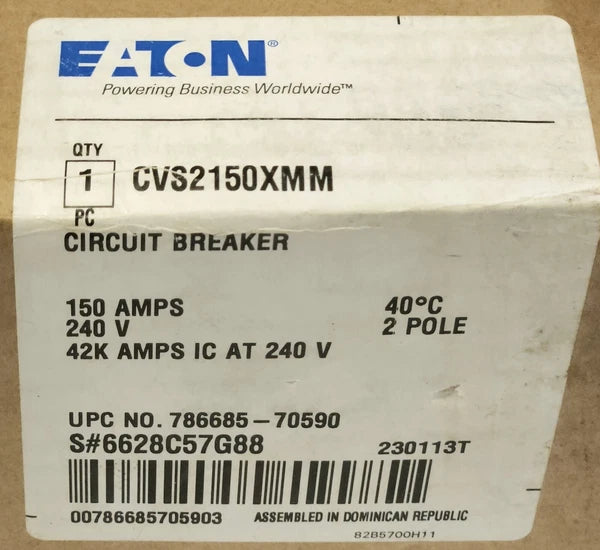 EATON®
Powering Business Worldwide™
QTY
1 CVS2150XMM
PC
CIRCUIT BREAKER
150 AMPS 40°C
240 V 2 POLE
42K AMPS IC AT 240 V
UPC NO. 786685-70590
S#6628C57G88 230113T
00786685705903 ASSEMBLED IN DOMINICAN REPUBLIC
82B5700H11